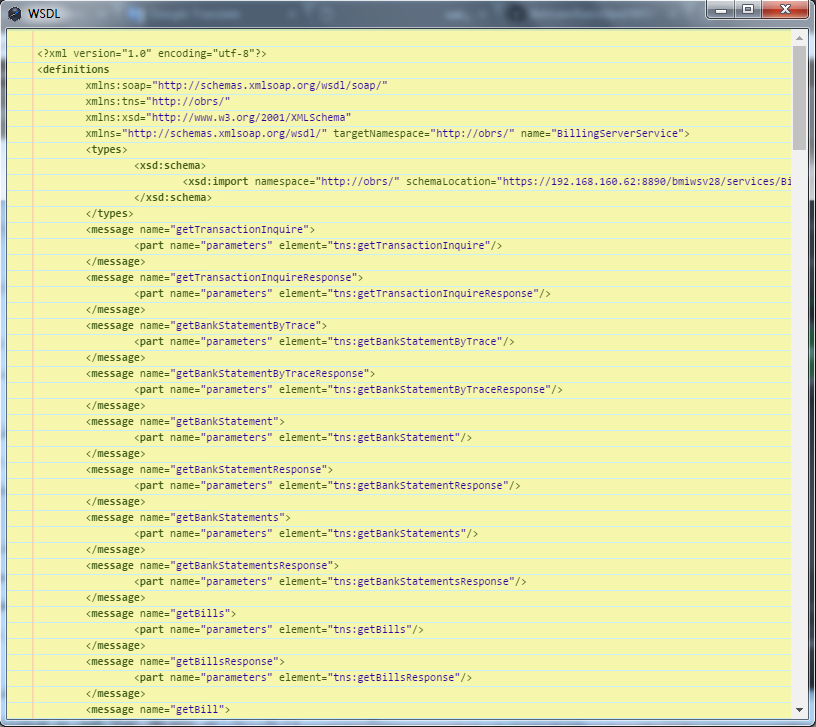 WSDL
<?xml version="1.0" encoding="utf-8"?>
<definitions
xmlns:soap="http://schemas.xmlsoap.org/wsdl/soap/"
xmlns:tns="http://obrs/"
xmlns:xsd="http://www.w3.org/2001/XMLSchema"
xmlns="http://schemas.xmlsoap.org/wsdl/" targetNamespace="http://obrs/" name="BillingServerService">
<types>
<xsd:schema>
<xsd:import namespace="http://obrs/" schemaLocation="https://192.168.160.62:8890/bmiwsv28/services/Bi
</xsd:schema>
</types>
<message name="getTransactionInquire">
<part name="parameters" element="tns:getTransactionInquire"/>
</message>
<message name="getTransactionInquireResponse">
<part name="parameters" element="tns:getTransactionInquireResponse"/>
</message>
<message name="getBankStatementByTrace">
<part name="parameters" element="tns:getBankStatementByTrace"/>
</message>
<message name="getBankStatementByTraceResponse">
<part name="parameters" element="tns:getBankStatementByTraceResponse"/>
</message>
<message name="getBankStatement">
<part name="parameters" element="tns:getBankStatement"/>
</message>
<message name="getBankStatementResponse">
<part name="parameters" element="tns:getBankStatementResponse"/>
</message>
<message name="getBankStatements">
<part name="parameters" element="tns:getBankStatements"/>
</message>
<message name="getBankStatementsResponse">
<part name="parameters" element="tns:getBankStatementsResponse"/>
</message>
<message name="getBills">
<part name="parameters" element="tns:getBills"/>
</message>
<message name="getBillsResponse">
<part name="parameters" element="tns:getBillsResponse"/>
</message>
<message name="getBill">